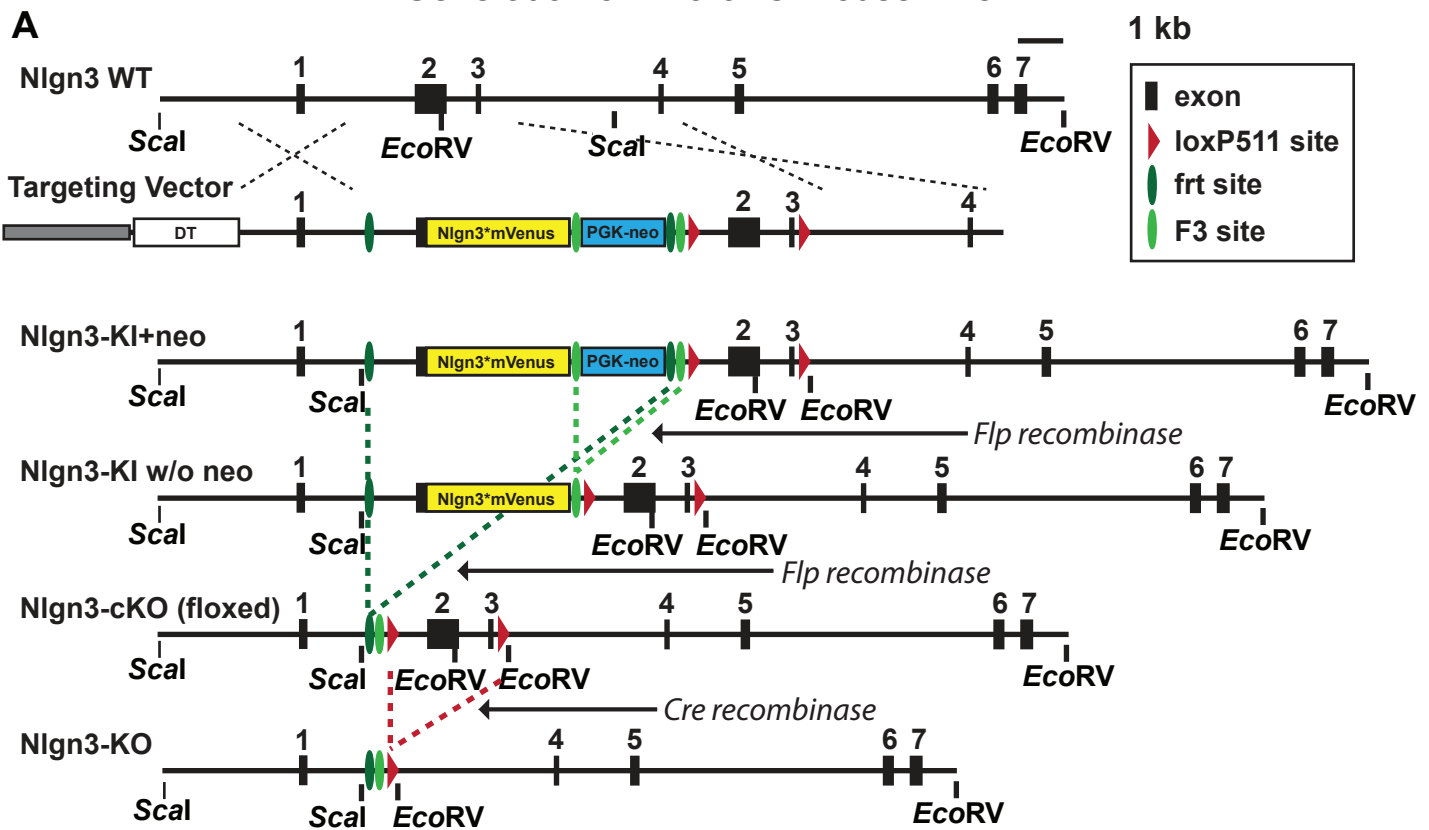 A
1 kb
Nlgn3 WT
1 2 3 4 5 6 7
ScaI EcoRV ScaI EcoRV
exon
loxP511 site
frt site
F3 site
Targeting Vector
1 2 3 4
DT Nlgn3*mVenus PGK-neo
Nlgn3-KI+neo
1 2 3 4 5 6 7
Nlgn3*mVenus PGK-neo
ScaI ScaI EcoRV EcoRV EcoRV
Flp recombinase
Nlgn3-KI w/o neo
1 2 3 4 5 6 7
Nlgn3*mVenus
ScaI ScaI EcoRV EcoRV EcoRV
Flp recombinase
Nlgn3-cKO (floxed)
1 2 3 4 5 6 7
ScaI ScaI EcoRV EcoRV EcoRV
Cre recombinase
Nlgn3-KO
1 4 5 6 7
ScaI ScaI EcoRV EcoRV